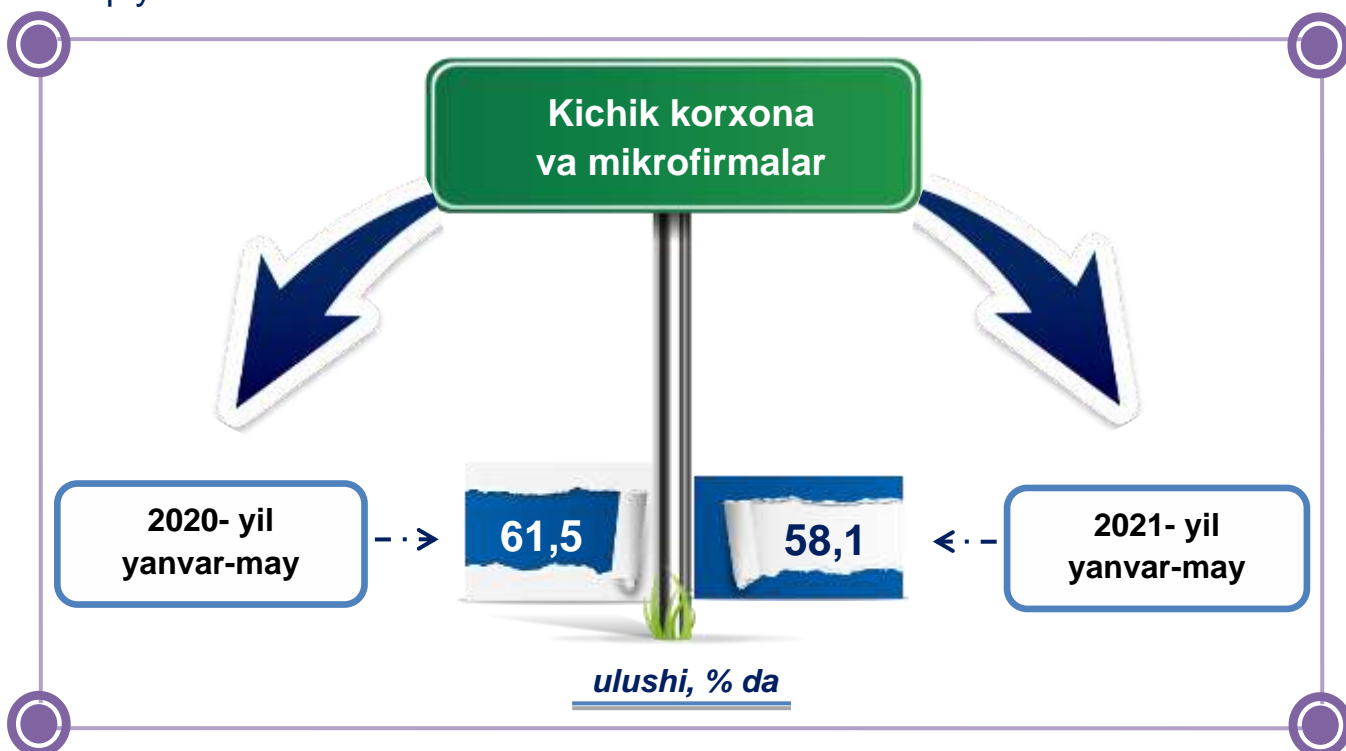 Kichik korxona
va mikrofirmalar
2020- yil
yanvar-may
61,5
58,1
2021- yil
yanvar-may
ulushi, % da